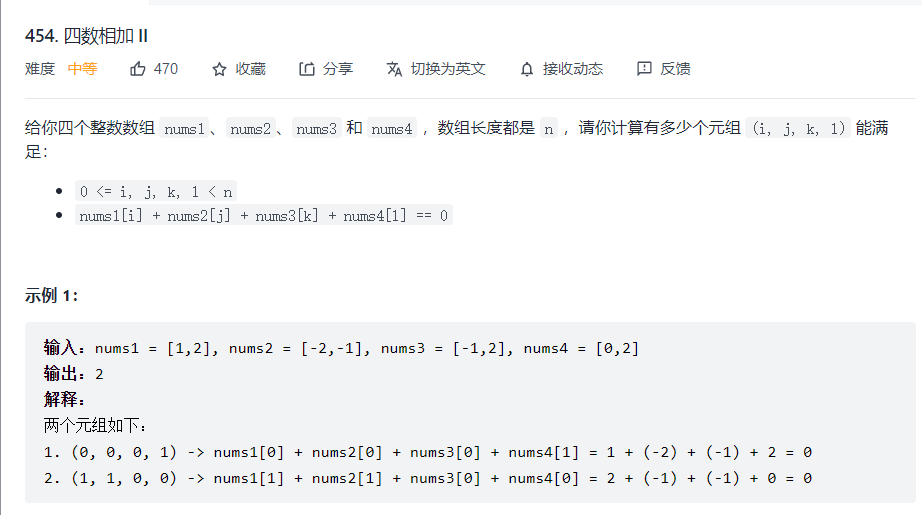 454. 四数相加 II
难度 中等 470 收藏 分享 切换为英文 接收动态 反馈
给你四个整数数组 nums1、nums2、nums3 和 nums4 ，数组长度都是 n ，请你计算有多少个元组 (i, j, k, l) 能满
足：
0 <= i, j, k, l < n
nums1[i] + nums2[j] + nums3[k] + nums4[l] == 0
示例 1：
输入：nums1 = [1,2], nums2 = [-2,-1], nums3 = [-1,2], nums4 = [0,2]
输出：2
解释：
两个元组如下：
1. (0, 0, 0, 1) -> nums1[0] + nums2[0] + nums3[0] + nums4[1] = 1 + (-2) + (-1) + 2 = 0
2. (1, 1, 0, 0) -> nums1[1] + nums2[1] + nums3[0] + nums4[0] = 2 + (-1) + (-1) + 0 = 0